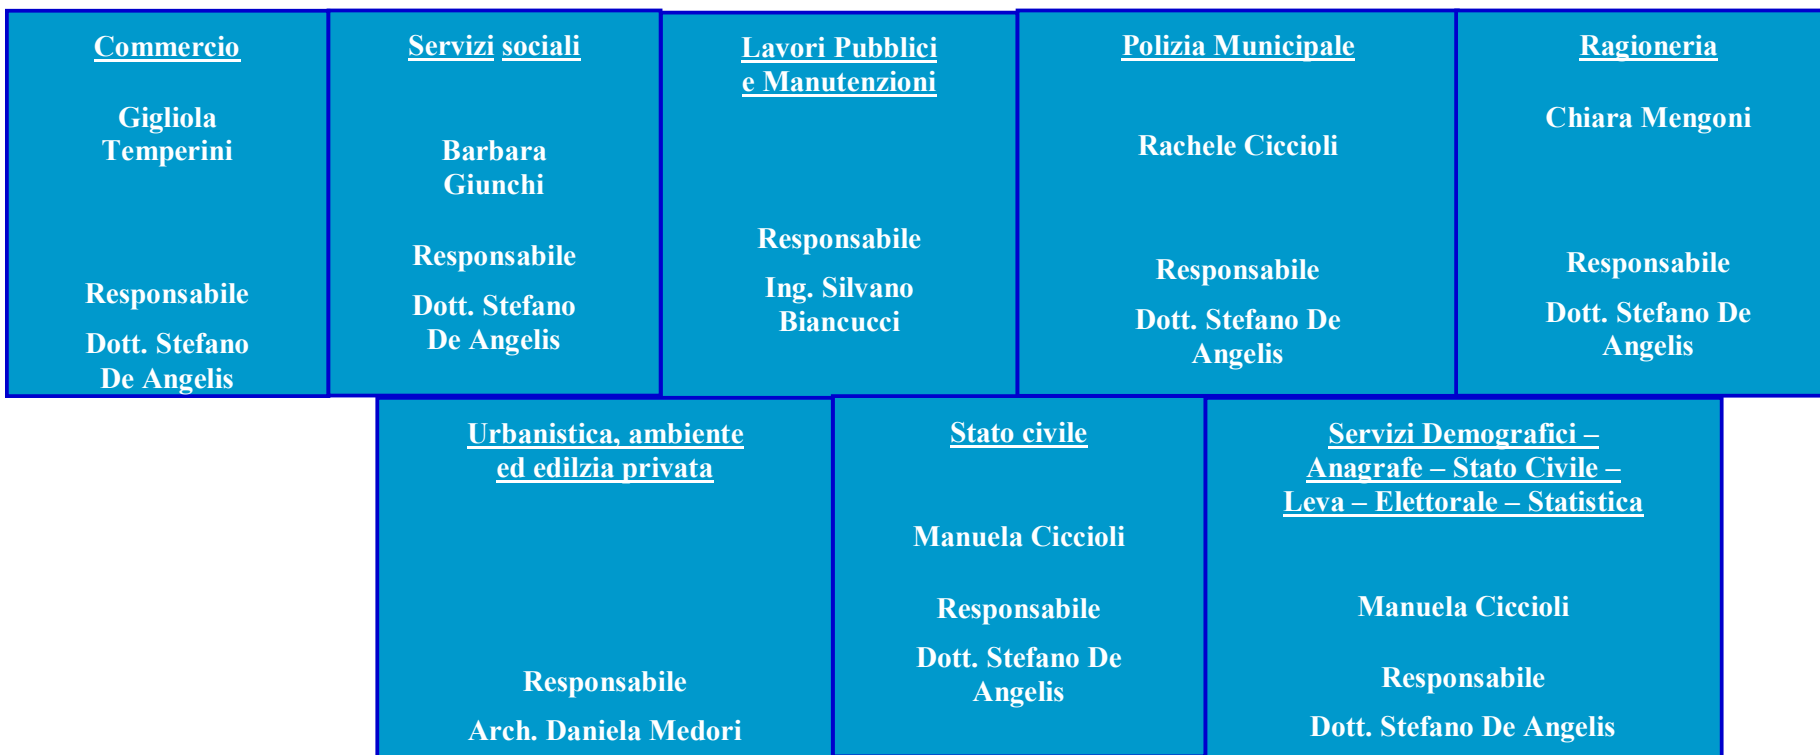 Commercio
Gigliola
Temperini
Responsabile
Dott. Stefano
De Angelis
Servizi sociali
Barbara
Giunchi
Responsabile
Dott. Stefano
De Angelis
Lavori Pubblici
e Manutenzioni
Responsabile
Ing. Silvano
Biancucci
Polizia Municipale
Rachele Ciccioli
Responsabile
Dott. Stefano De
Angelis
Ragioneria
Chiara Mengoni
Responsabile
Dott. Stefano De
Angelis
Urbanistica, ambiente
ed edilzia privata
Responsabile
Arch. Daniela Medori
Stato civile
Manuela Ciccioli
Responsabile
Dott. Stefano De
Angelis
Servizi Demografici –
Anagrafe – Stato Civile –
Leva – Elettorale – Statistica
Manuela Ciccioli
Responsabile
Dott. Stefano De Angelis